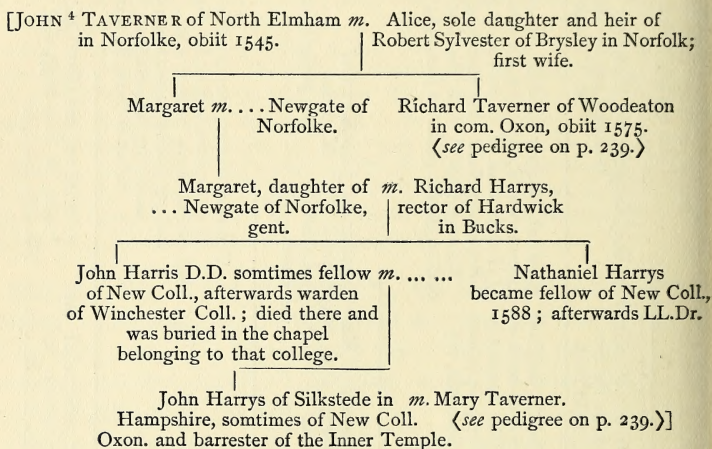 [JOHN ⁴ TAVERNER of North Elmham m. Alice, sole daughter and heir of
in Norfolke, obiit 1545. Robert Sylvester of Brysley in Norfolk;
first wife.
Margaret m. . . . Newgate of Richard Taverner of Woodeaton
Norfolke. in com. Oxon, obiit 1575.
⟨see pedigree on p. 239.⟩
Margaret, daughter of m. Richard Harrys,
... Newgate of Norfolke, rector of Hardwick
gent. in Bucks.
John Harris D.D. somtimes fellow m. ... ... Nathaniel Harrys
of New Coll., afterwards warden became fellow of New Coll.,
of Winchester Coll. ; died there and 1588 ; afterwards LL.Dr.
was buried in the chapel
belonging to that college.
John Harrys of Silkstede in m. Mary Taverner.
Hampshire, somtimes of New Coll. ⟨see pedigree on p. 239.⟩]
Oxon. and barrester of the Inner Temple.